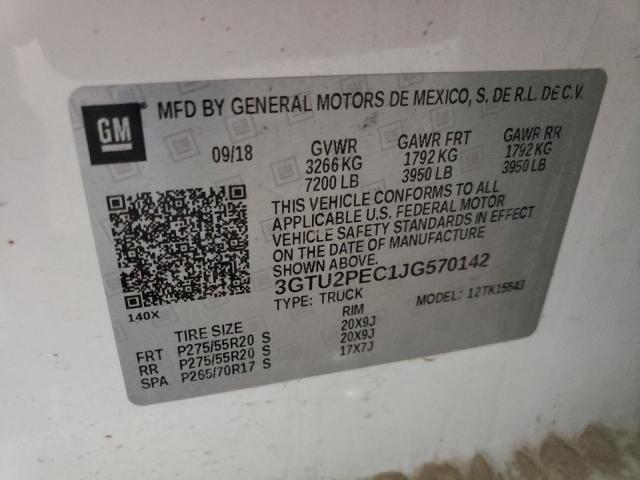 GM
MFD BY GENERAL MOTORS DE MEXICO, S. DE R.L. DE C.V.
09/18
GVWR GAWR FRT GAWR RR
3266 KG 1792 KG 1792 KG
7200 LB 3950 LB 3950 LB
THIS VEHICLE CONFORMS TO ALL
APPLICABLE U.S. FEDERAL MOTOR
VEHICLE SAFETY STANDARDS IN EFFECT
ON THE DATE OF MANUFACTURE
SHOWN ABOVE.
3GTU2PEC1JG570142
TYPE: TRUCK MODEL: 12TK15543
140X
TIRE SIZE RIM
FRT P275/55R20 S 20X9J
RR P275/55R20 S 20X9J
SPA P265/70R17 S 17X7J